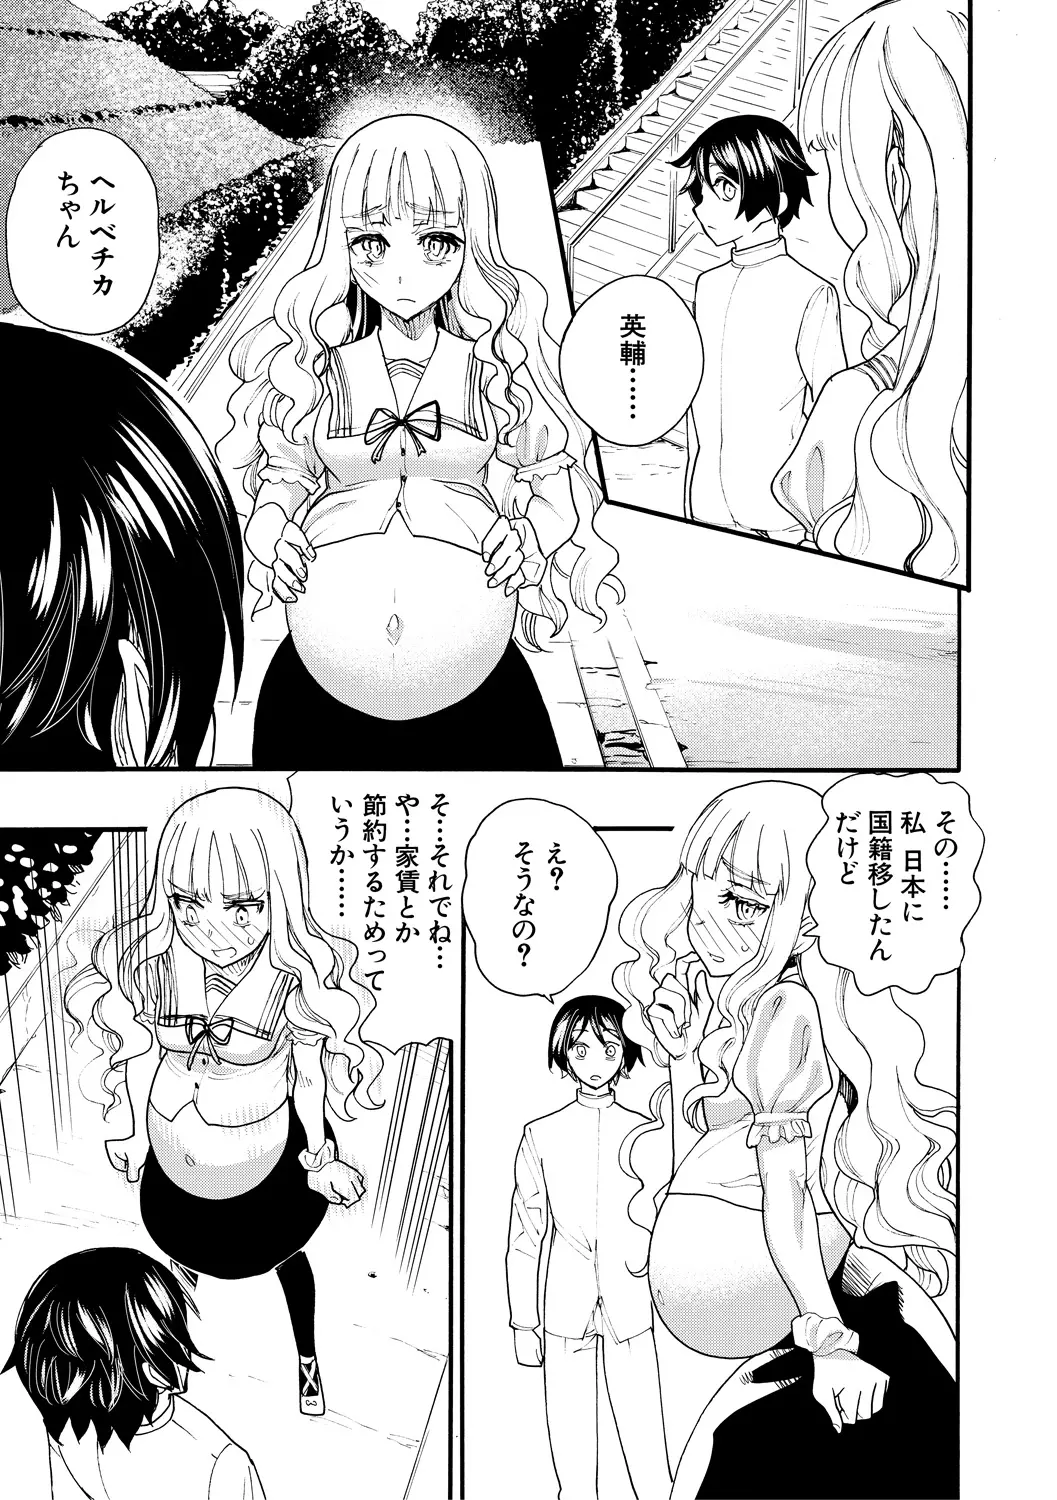 英輔……
ヘルベチカ
ちゃん
その……
私 日本に
国籍移したん
だけど
え?
そうなの?
そ…それでね…
や…家賃とか
節約するためって
いうか……